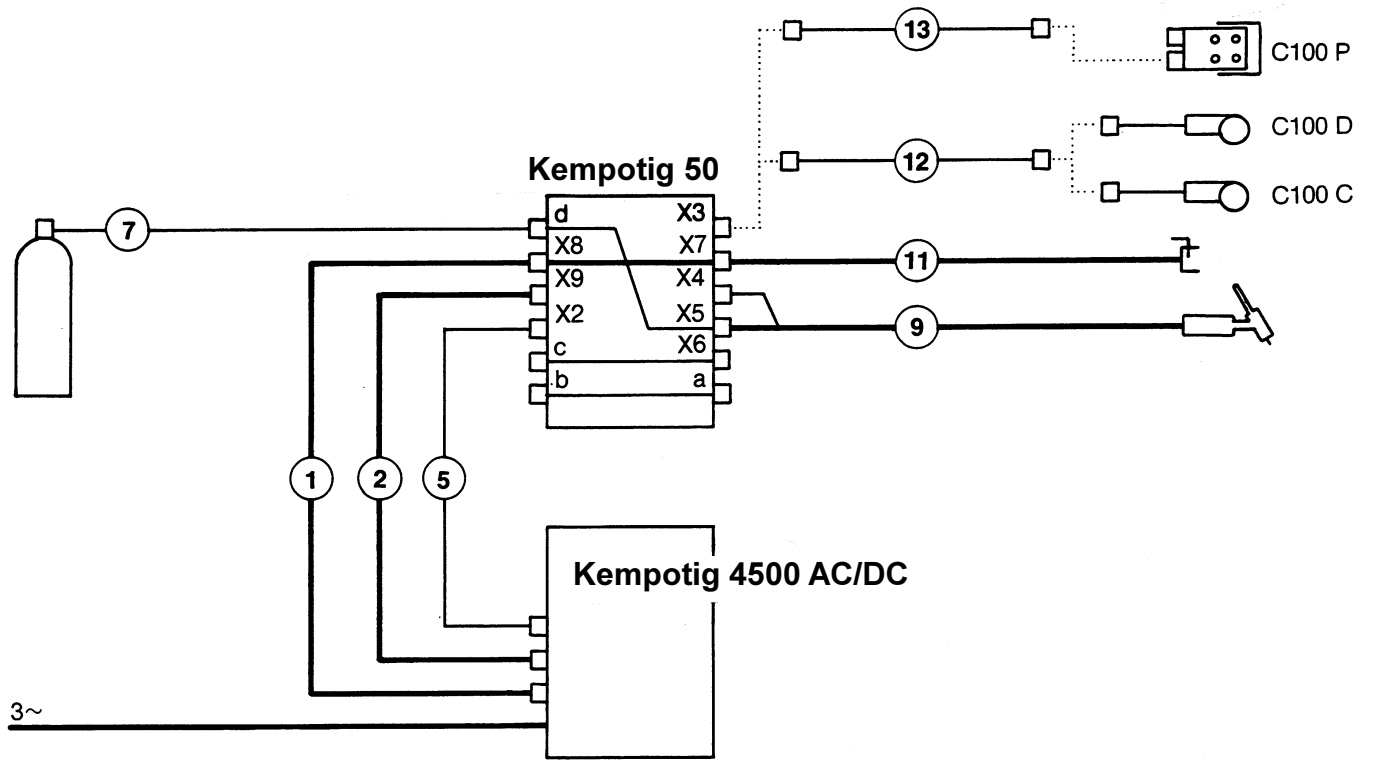 13
C100 P
C100 D
12
C100 C
Kempotig 50
7
d X3
X8 X7
11
X9 X4
X2 X5
9
c X6
b a
1 2 5
Kempotig 4500 AC/DC
3~